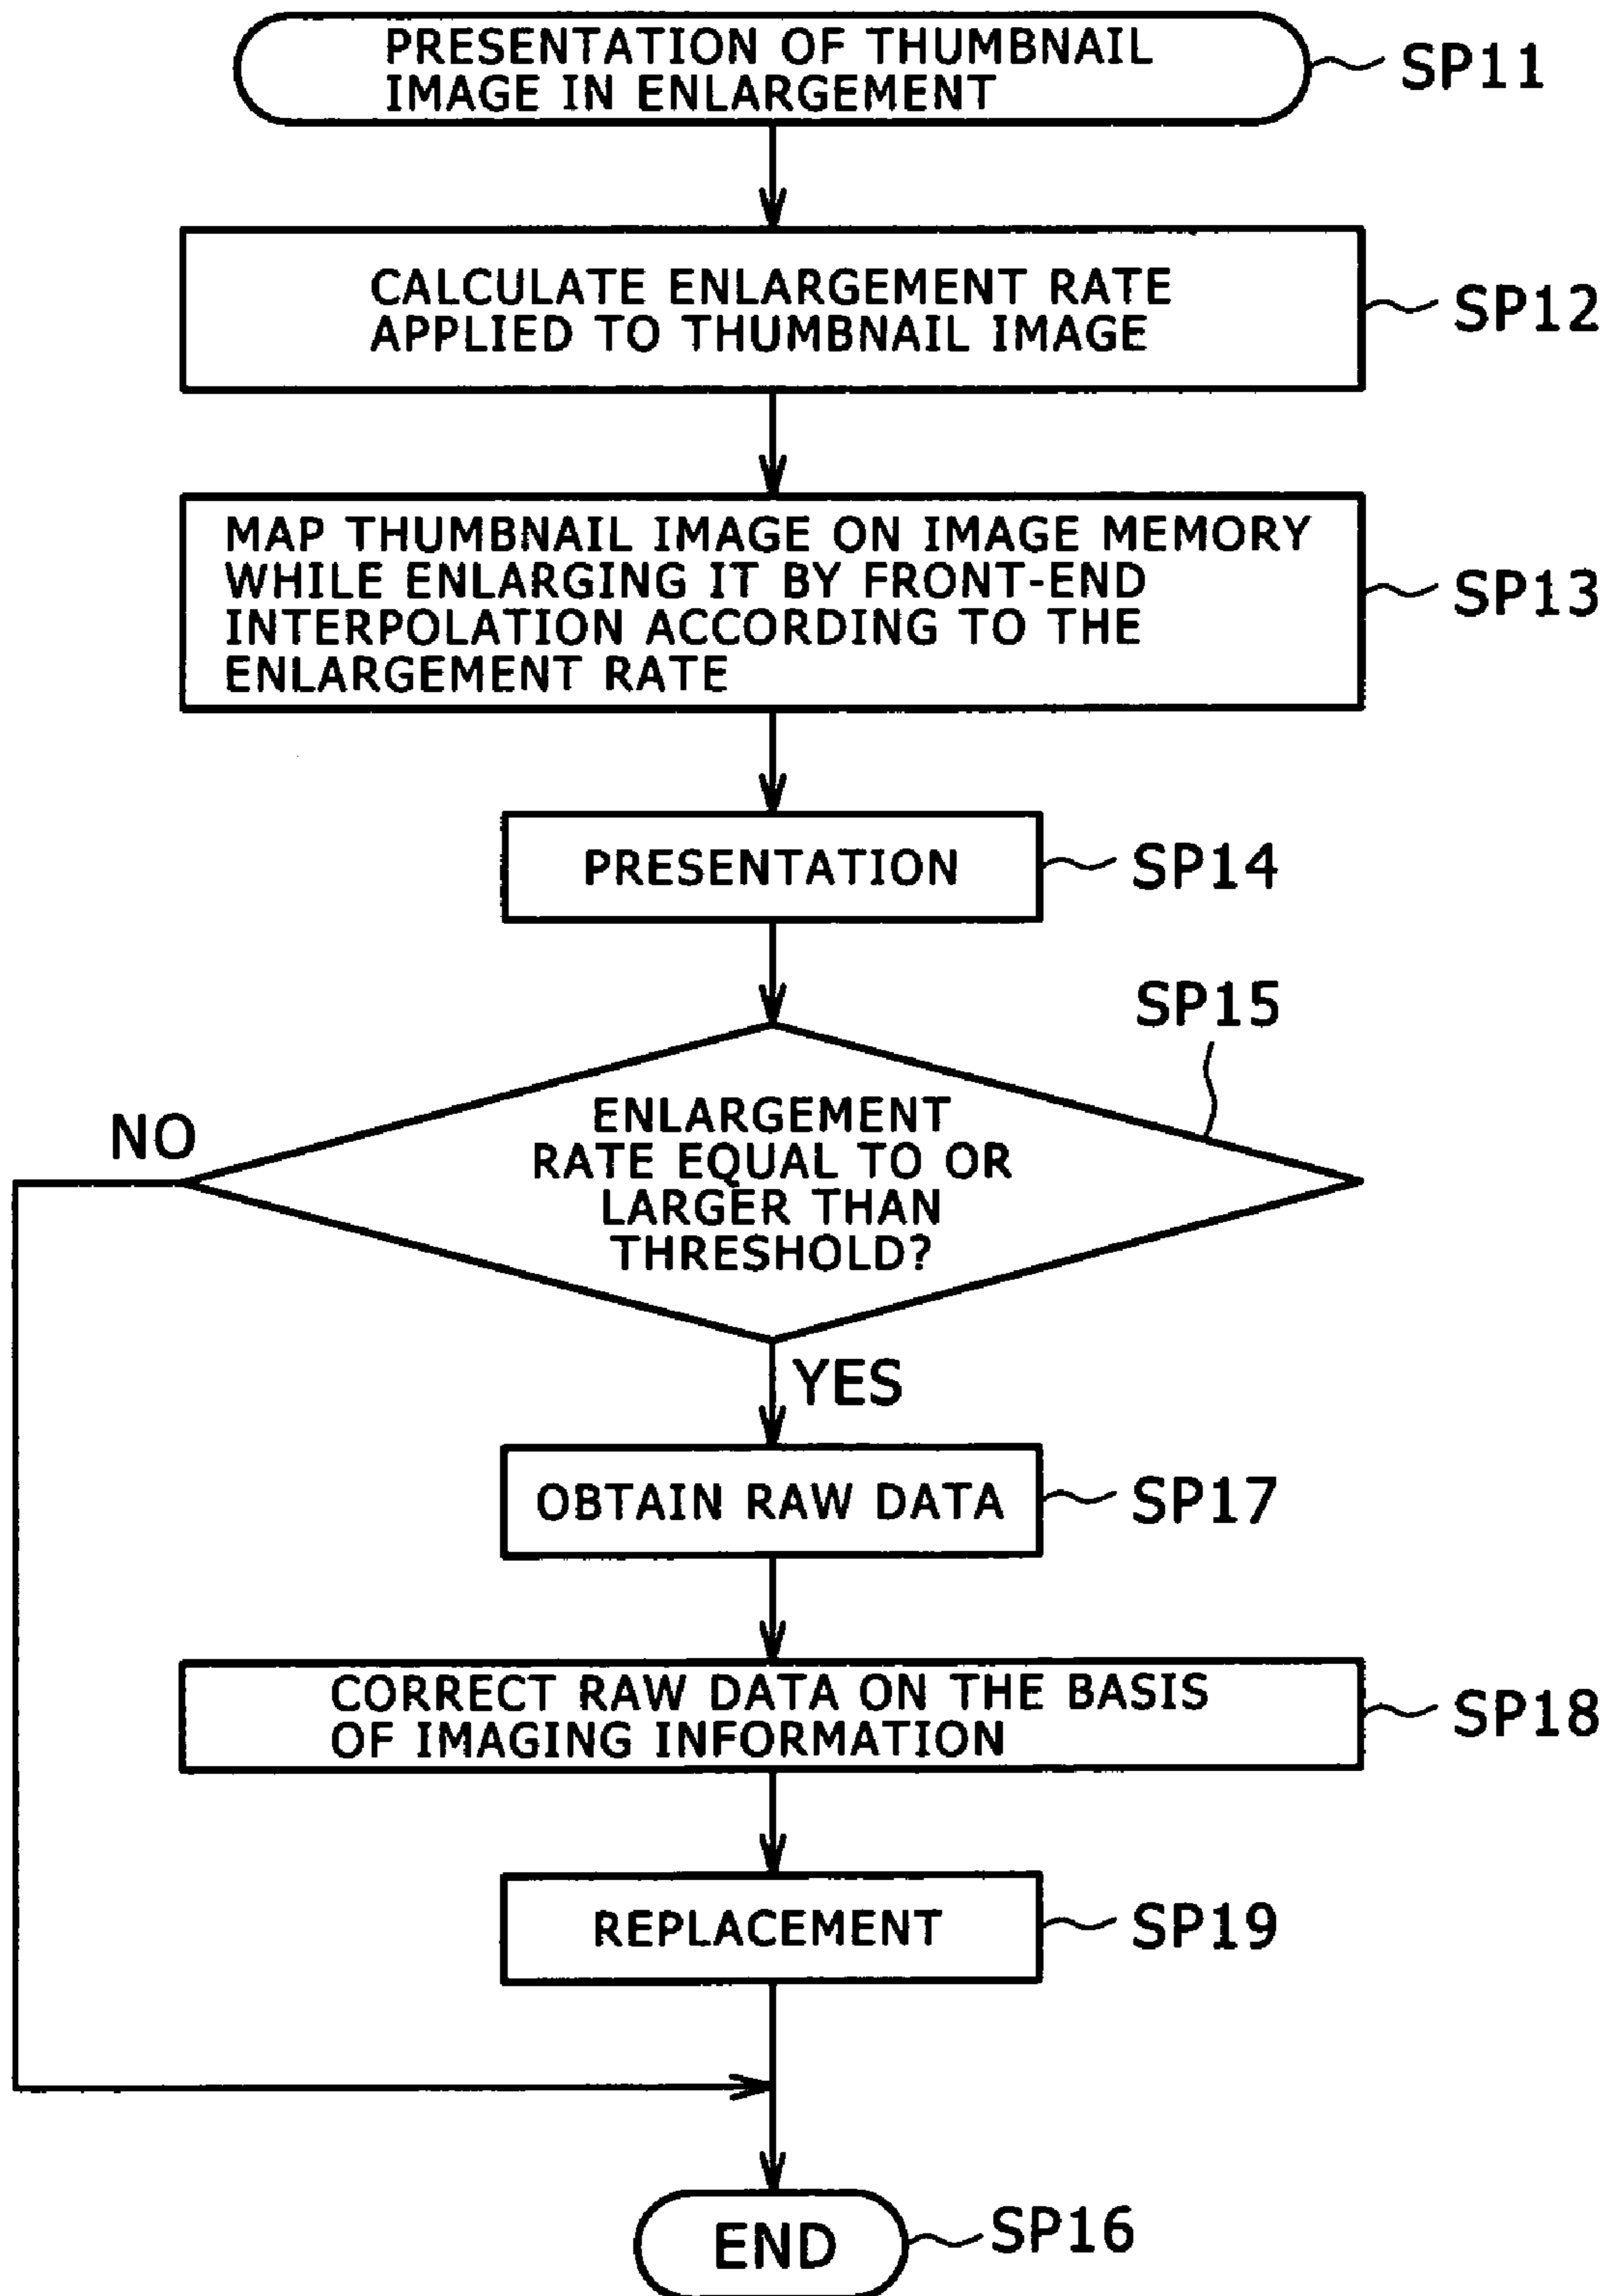 PRESENTATION OF THUMBNAIL
IMAGE IN ENLARGEMENT
SP11
CALCULATE ENLARGEMENT RATE
APPLIED TO THUMBNAIL IMAGE
SP12
MAP THUMBNAIL IMAGE ON IMAGE MEMORY
WHILE ENLARGING IT BY FRONT-END
INTERPOLATION ACCORDING TO THE
ENLARGEMENT RATE
SP13
PRESENTATION
SP14
SP15
NO
ENLARGEMENT
RATE EQUAL TO OR
LARGER THAN
THRESHOLD?
YES
OBTAIN RAW DATA
SP17
CORRECT RAW DATA ON THE BASIS
OF IMAGING INFORMATION
SP18
REPLACEMENT
SP19
END
SP16